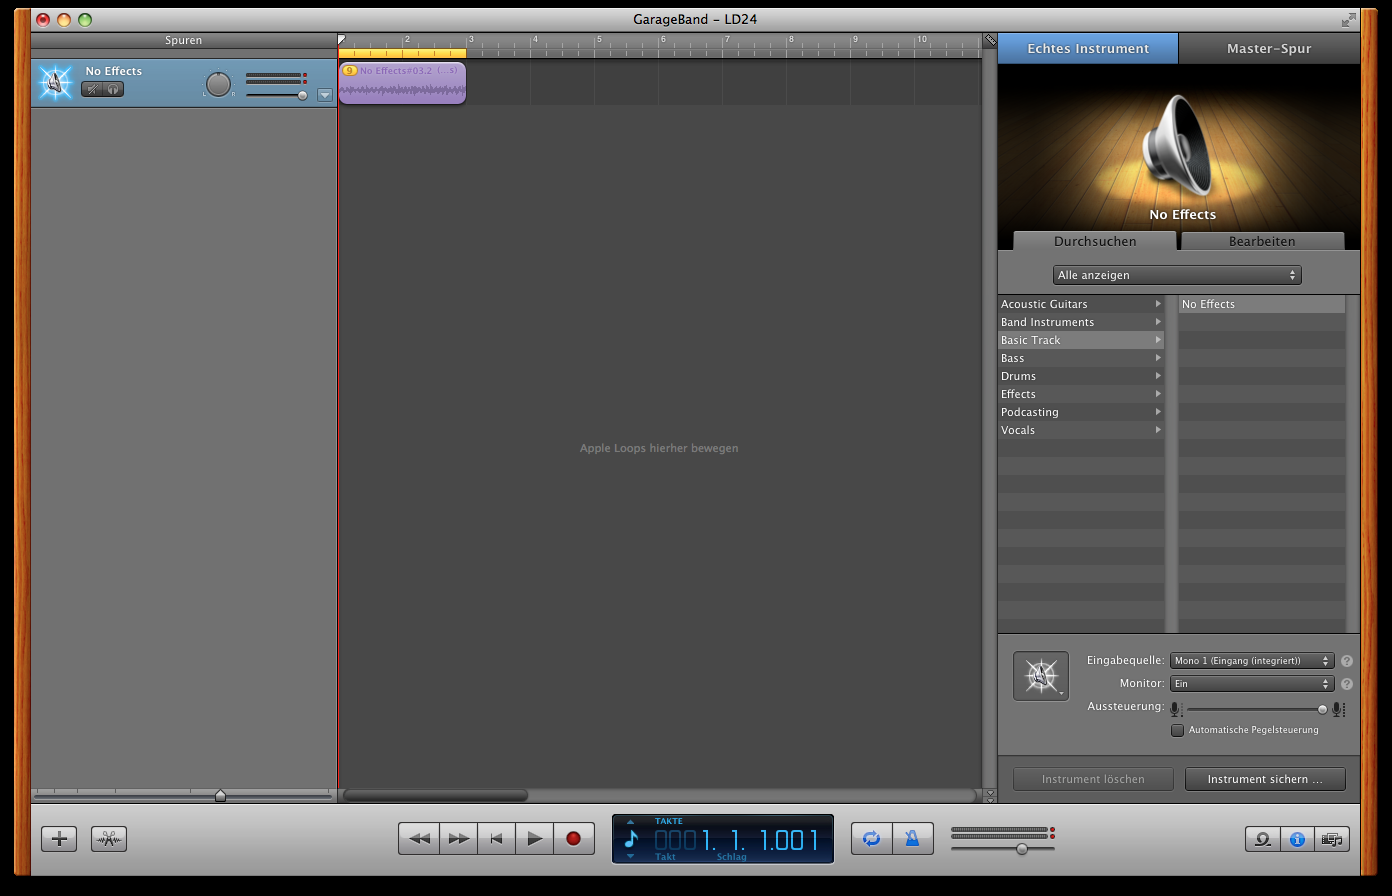 GarageBand – LD24
Spuren
2 3 4 5 6 7 8 9 10
Echtes Instrument
Master-Spur
No Effects
L R
9 No Effects#03.2 (...s)
No Effects
Durchsuchen
Bearbeiten
Alle anzeigen
Acoustic Guitars
Band Instruments
Basic Track
Bass
Drums
Effects
Podcasting
Vocals
No Effects
Apple Loops hierher bewegen
Eingabequelle: Mono 1 (Eingang (integriert)) ?
Monitor: Ein ?
Aussteuerung:
Automatische Pegelsteuerung
Instrument löschen
Instrument sichern ...
TAKTE
0001. 1. 1.001
Takt Schlag